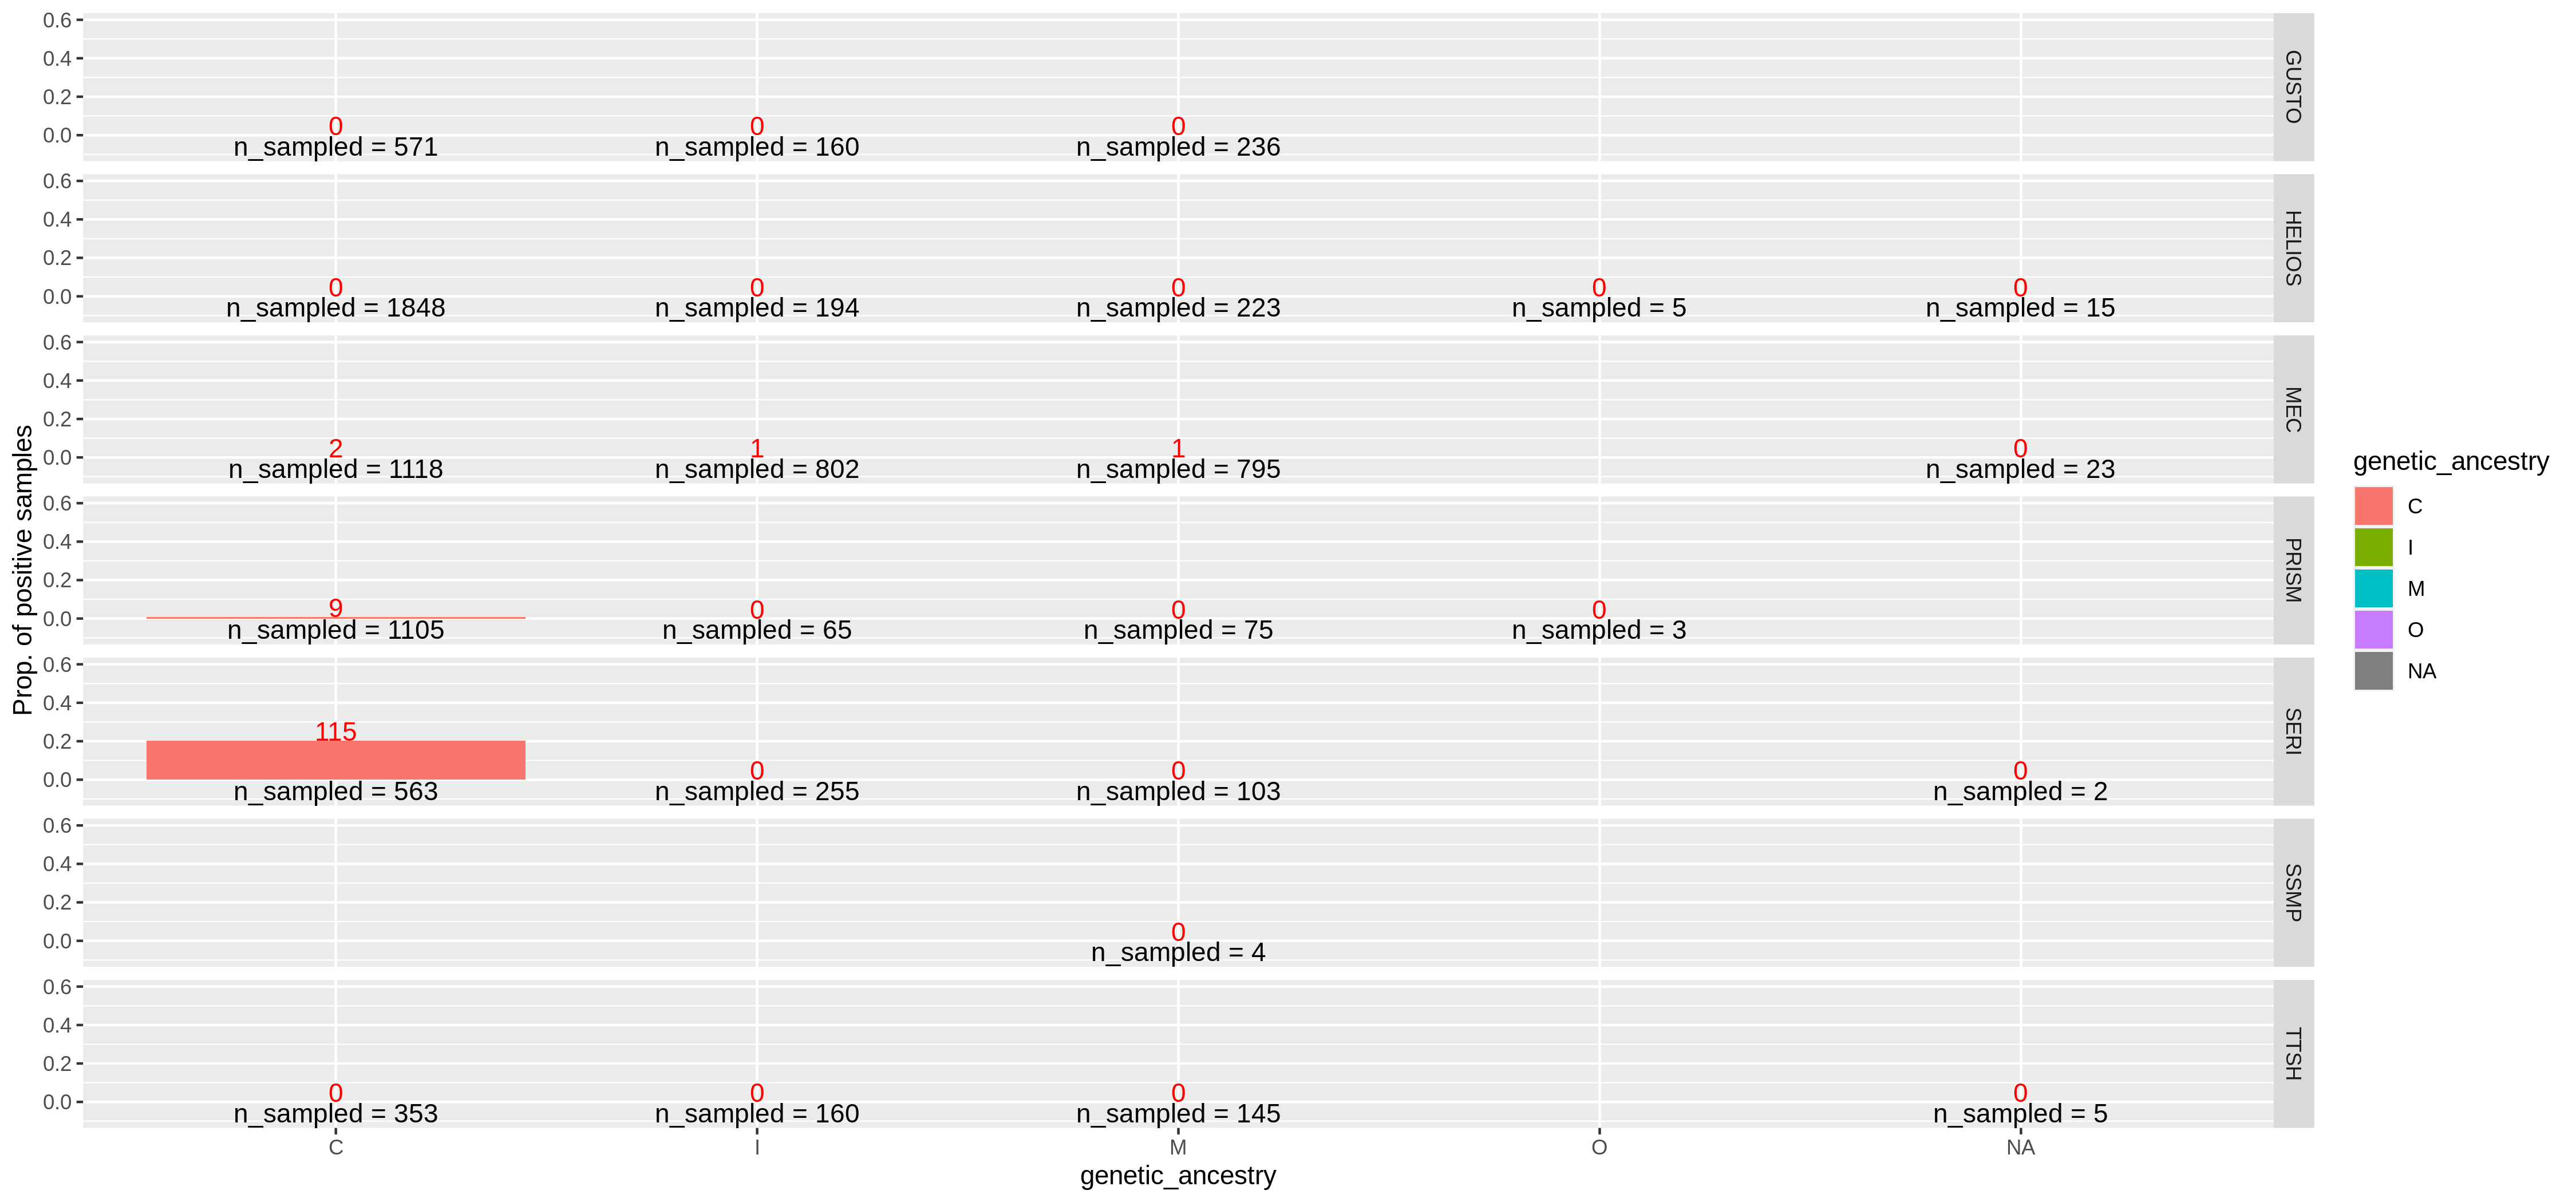 Prop. of positive samples
0.6
0.4
0.2
0.0
0 0 0
n_sampled = 571 n_sampled = 160 n_sampled = 236
GUSTO
0.6
0.4
0.2
0.0
0 0 0 0 0
n_sampled = 1848 n_sampled = 194 n_sampled = 223 n_sampled = 5 n_sampled = 15
HELIOS
0.6
0.4
0.2
0.0
2 1 1 0
n_sampled = 1118 n_sampled = 802 n_sampled = 795 n_sampled = 23
MEC
0.6
0.4
0.2
0.0
9 0 0 0
n_sampled = 1105 n_sampled = 65 n_sampled = 75 n_sampled = 3
PRISM
0.6
0.4
0.2
0.0
115 0 0 0
n_sampled = 563 n_sampled = 255 n_sampled = 103 n_sampled = 2
SERI
0.6
0.4
0.2
0.0
0
n_sampled = 4
SSMP
0.6
0.4
0.2
0.0
0 0 0 0
n_sampled = 353 n_sampled = 160 n_sampled = 145 n_sampled = 5
TTSH
C I M O NA
genetic_ancestry
genetic_ancestry
C
I
M
O
NA